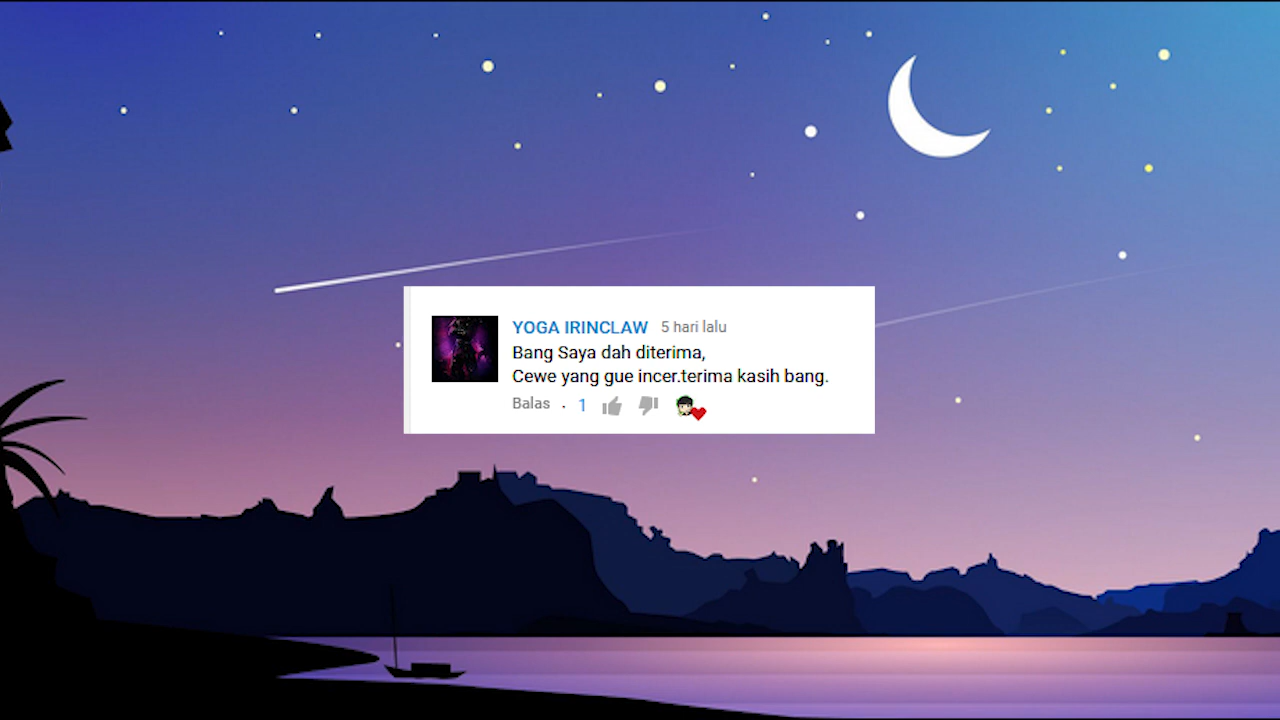 YOGA IRINCLAW 5 hari lalu
Bang Saya dah diterima,
Cewe yang gue incer.terima kasih bang.
Balas . 1